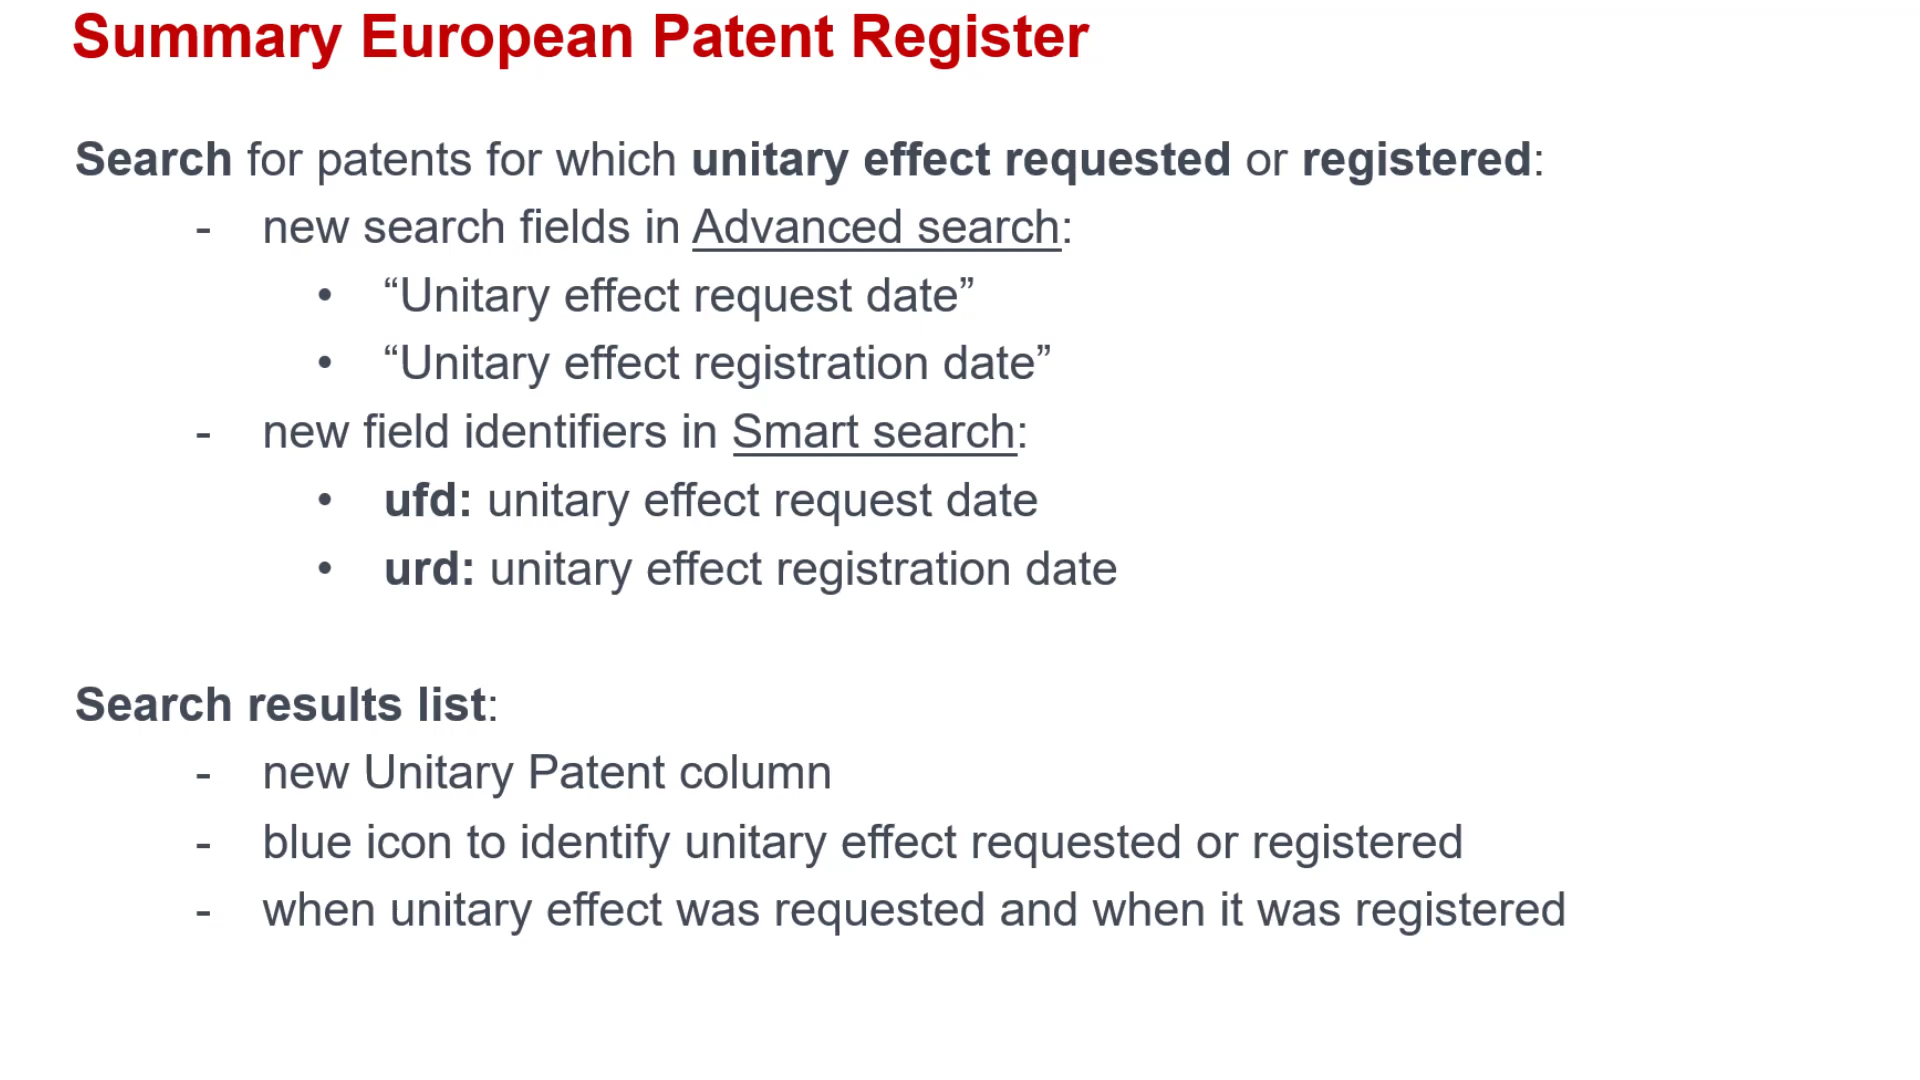 Summary European Patent Register
Search for patents for which unitary effect requested or registered:
- new search fields in Advanced search:
• “Unitary effect request date”
• “Unitary effect registration date”
- new field identifiers in Smart search:
• ufd: unitary effect request date
• urd: unitary effect registration date
Search results list:
- new Unitary Patent column
- blue icon to identify unitary effect requested or registered
- when unitary effect was requested and when it was registered